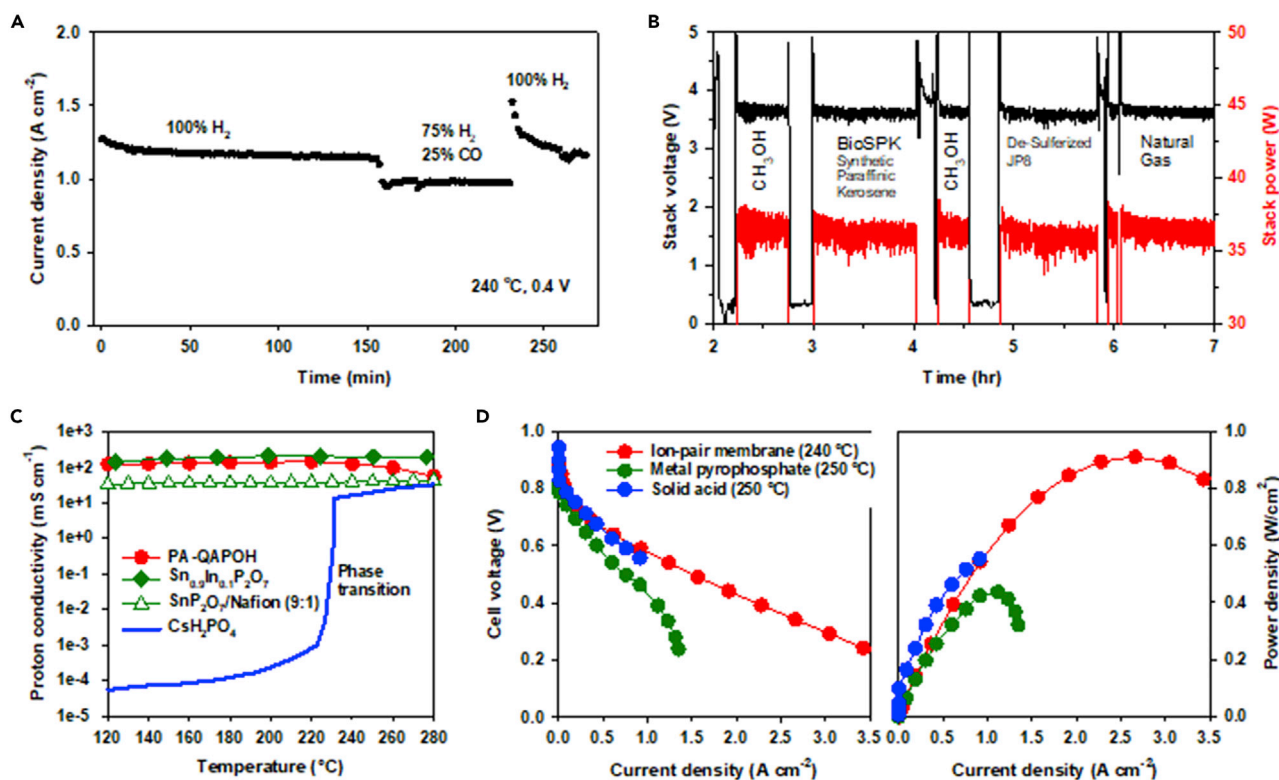 A
Current density (A cm⁻²)
2.0
1.5
1.0
0.5
0.0
100% H₂
75% H₂
25% CO
100% H₂
240 °C, 0.4 V
0 50 100 150 200 250
Time (min)
B
Stack voltage (V)
5
4
3
2
1
0
CH₃OH
BioSPK
Synthetic
Paraffinic
Kerosene
CH₃OH
De-Sulferized
JP8
Natural
Gas
50
45
40
35
30
Stack power (W)
2 3 4 5 6 7
Time (hr)
C
Proton conductivity (mS cm⁻¹)
1e+3
1e+2
1e+1
1e+0
1e-1
1e-2
1e-3
1e-4
1e-5
PA-QAPOH
Sn₀.₉In₀.₁P₂O₇
SnP₂O₇/Nafion (9:1)
CsH₂PO₄
Phase
transition
120 140 160 180 200 220 240 260 280
Temperature (°C)
D
Cell voltage (V)
1.0
0.8
0.6
0.4
0.2
0.0
Ion-pair membrane (240 °C)
Metal pyrophosphate (250 °C)
Solid acid (250 °C)
0.0 0.5 1.0 1.5 2.0 2.5 3.0 3.5
Current density (A cm⁻²)
1.0
0.8
0.6
0.4
0.2
0.0
Power density (W/cm²)
0.0 0.5 1.0 1.5 2.0 2.5 3.0 3.5
Current density (A cm⁻²)